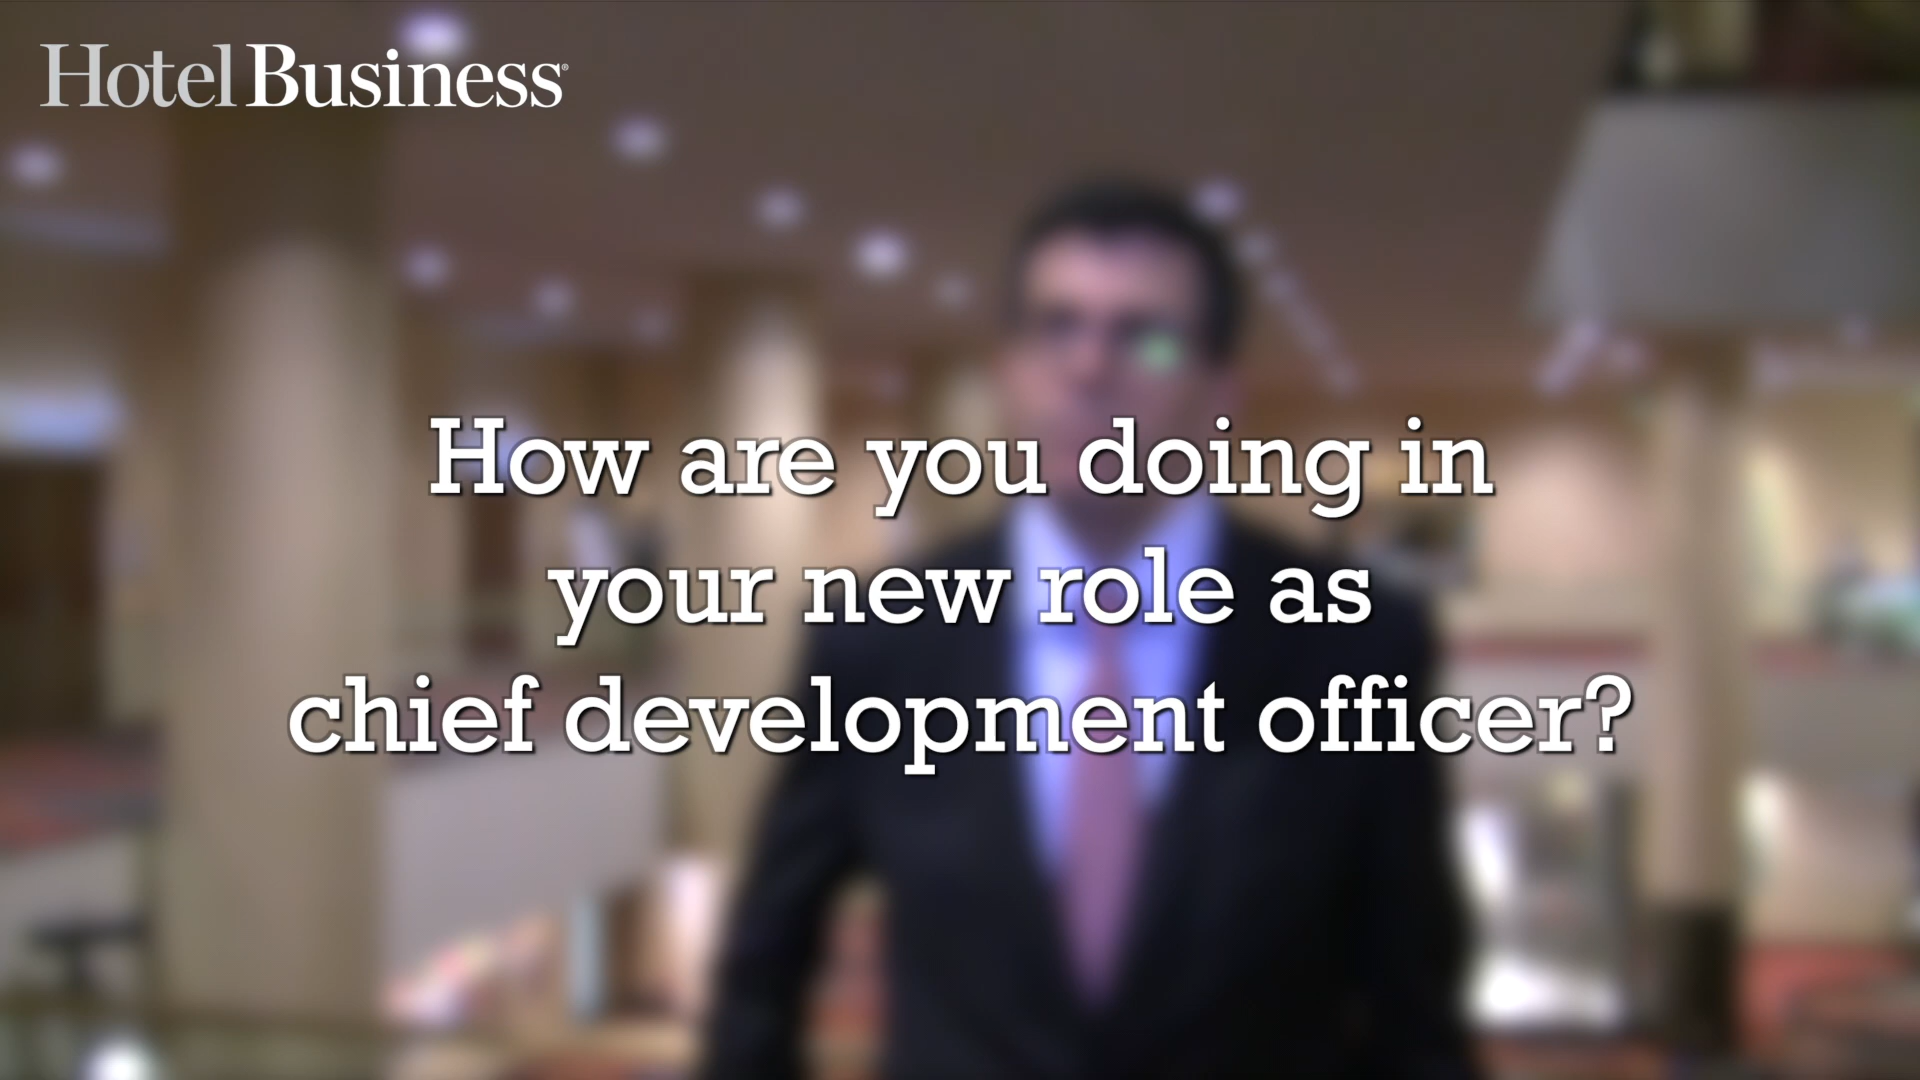 Hotel Business®
How are you doing in
your new role as
chief development officer?